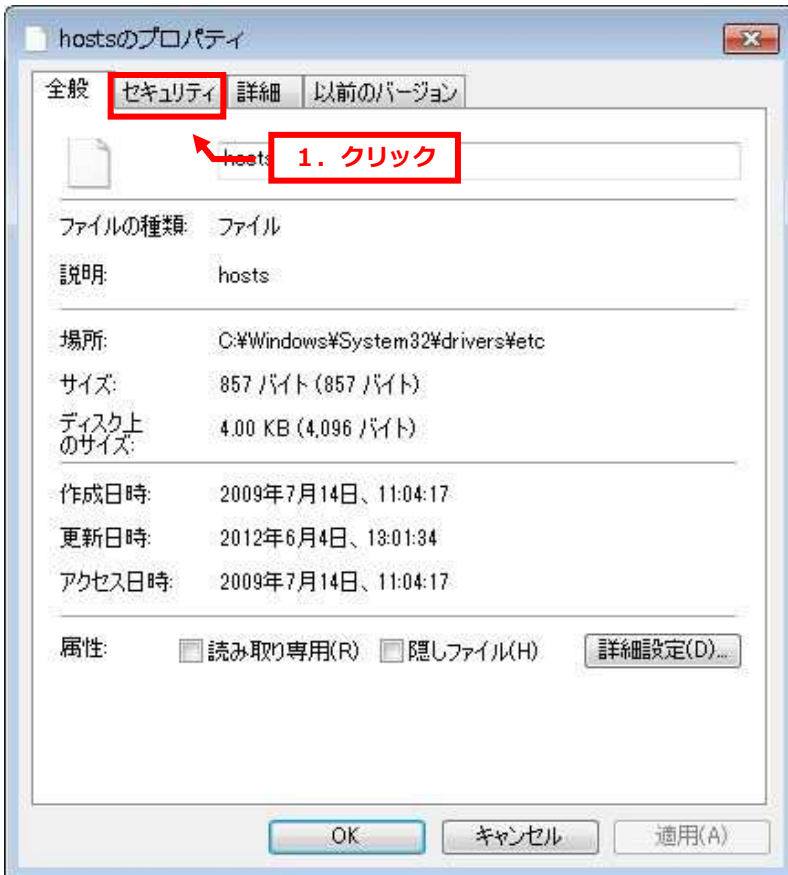 hostsのプロパティ
全般 セキュリティ 詳細 以前のバージョン
hosts
1．クリック
ファイルの種類: ファイル
説明: hosts
場所: C:¥Windows¥System32¥drivers¥etc
サイズ: 857 バイト (857 バイト)
ディスク上
のサイズ: 4.00 KB (4,096 バイト)
作成日時: 2009年7月14日、11:04:17
更新日時: 2012年6月4日、13:01:34
アクセス日時: 2009年7月14日、11:04:17
属性: 読み取り専用(R) 隠しファイル(H) 詳細設定(D)...
OK キャンセル 適用(A)